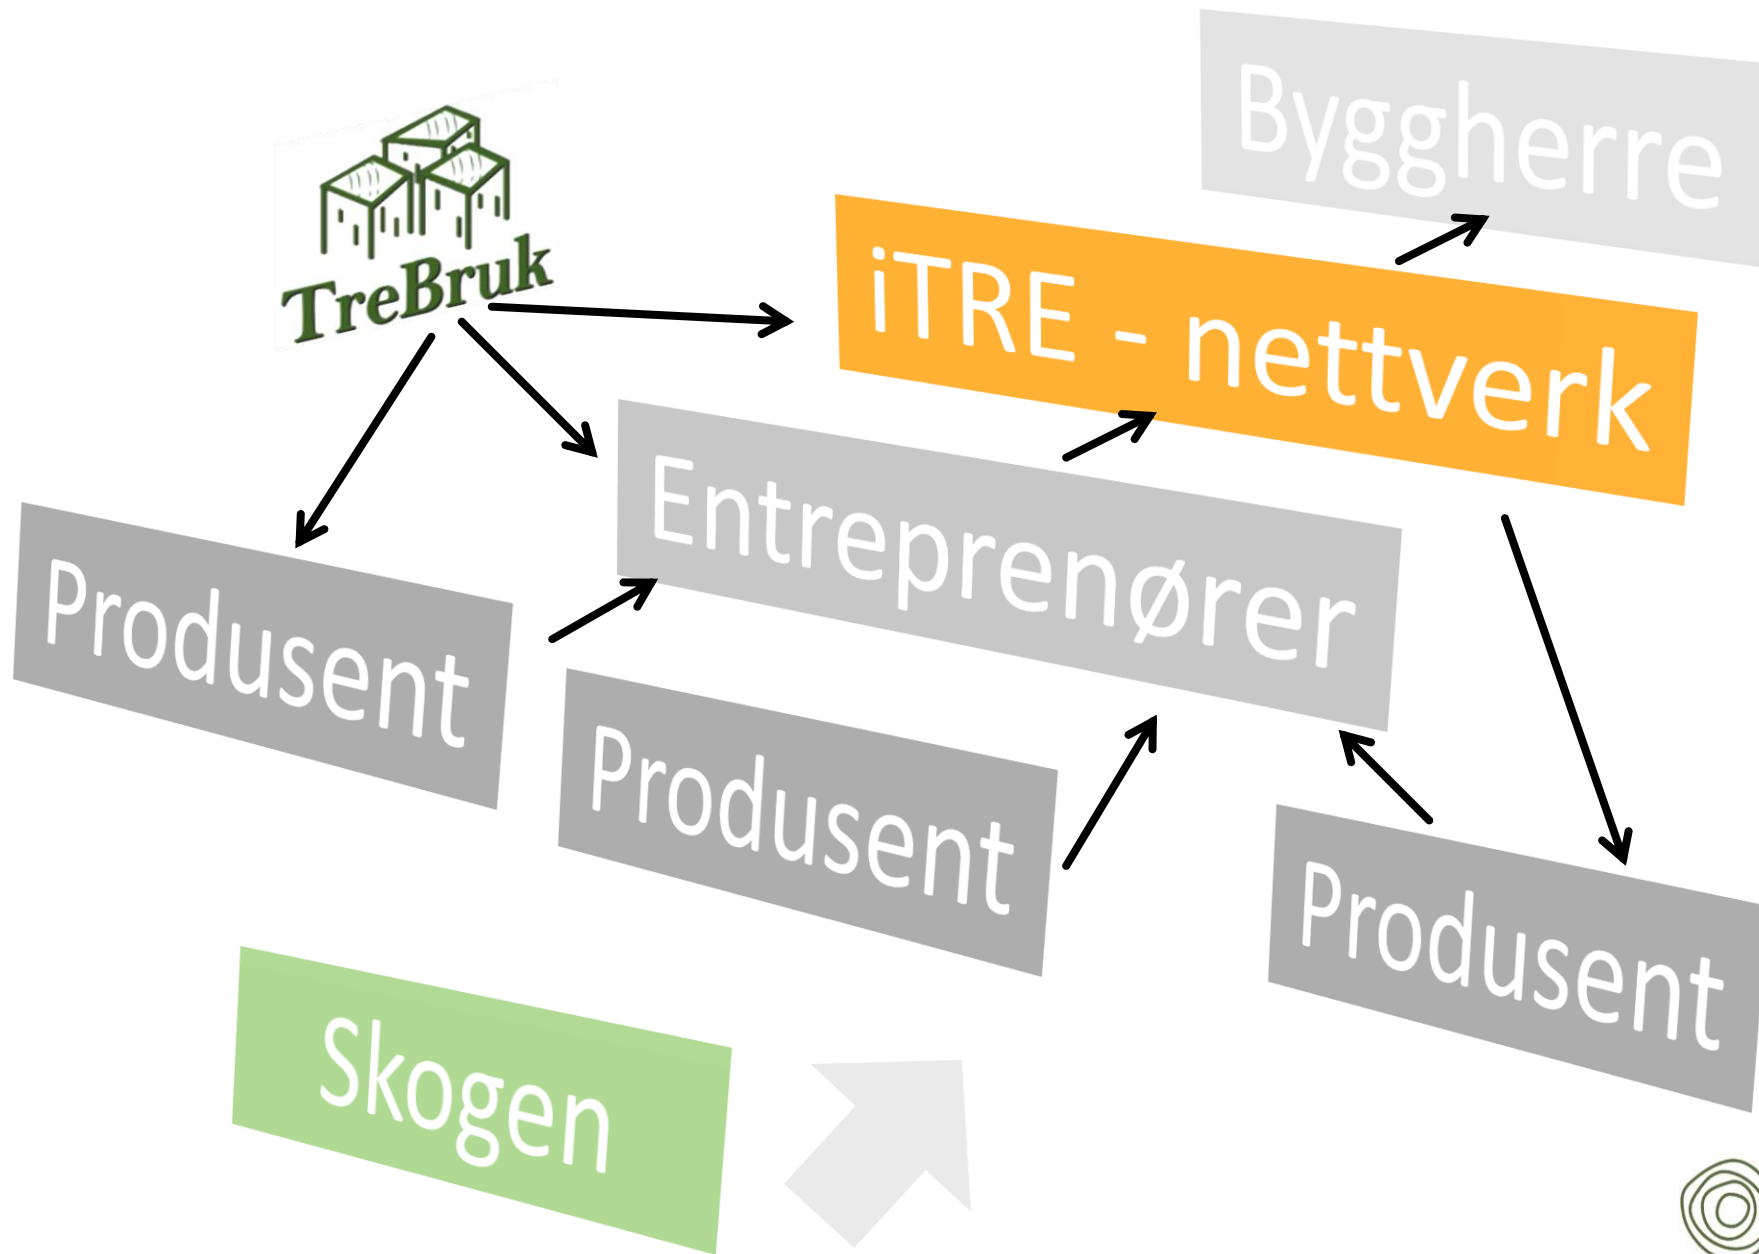 Byggherre
TreBruk
iTRE - nettverk
Entreprenører
Produsent
Produsent
Produsent
Skogen